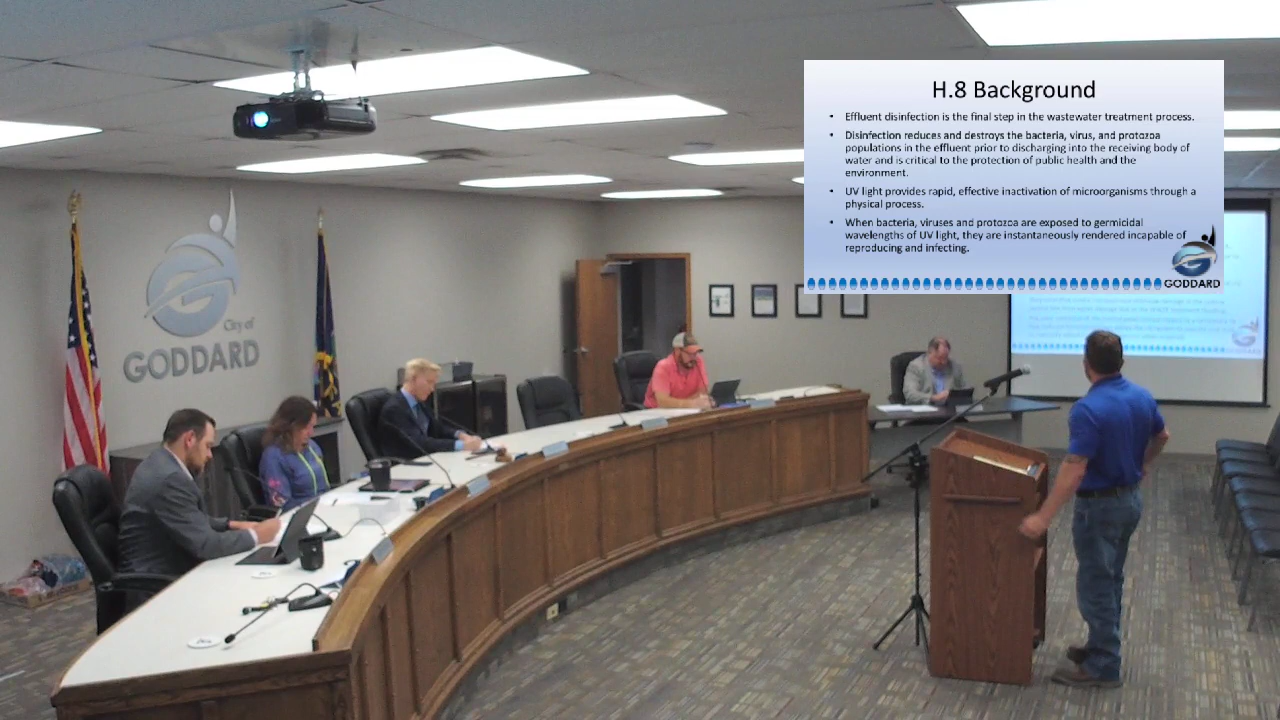 H.8 Background
• Effluent disinfection is the final step in the wastewater treatment process.
• Disinfection reduces and destroys the bacteria, virus, and protozoa
populations in the effluent prior to discharging into the receiving body of
water and is critical to the protection of public health and the
environment.
• UV light provides rapid, effective inactivation of microorganisms through a
physical process.
• When bacteria, viruses and protozoa are exposed to germicidal
wavelengths of UV light, they are instantaneously rendered incapable of
reproducing and infecting.
GODDARD
City of
GODDARD